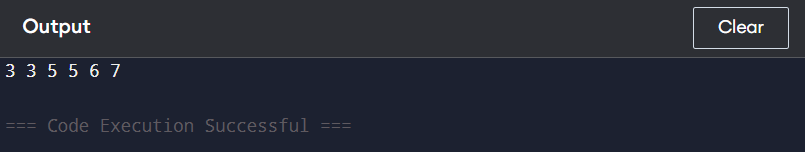 Output
Clear
3 3 5 5 6 7
=== Code Execution Successful ===